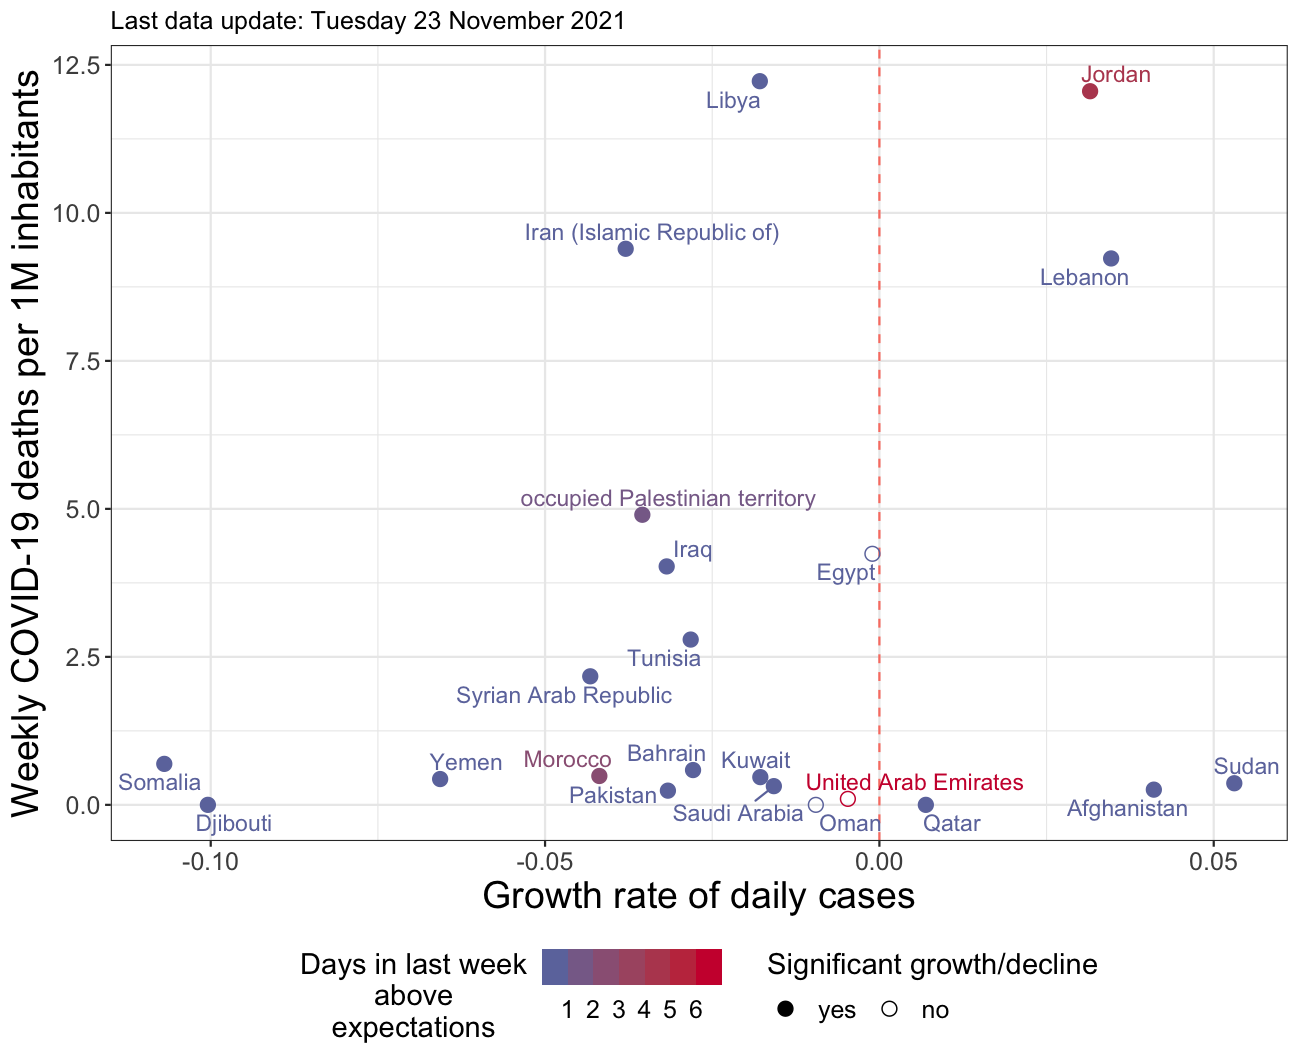 Last data update: Tuesday 23 November 2021
Weekly COVID-19 deaths per 1M inhabitants
12.5
10.0
7.5
5.0
2.5
0.0
Jordan
Libya
Iran (Islamic Republic of)
Lebanon
occupied Palestinian territory
Iraq
Egypt
Tunisia
Syrian Arab Republic
Somalia
Djibouti
Yemen
Morocco
Bahrain
Pakistan
Kuwait
Saudi Arabia
United Arab Emirates
Oman
Qatar
Afghanistan
Sudan
-0.10
-0.05
0.00
0.05
Growth rate of daily cases
Days in last week
above
expectations
1 2 3 4 5 6
Significant growth/decline
yes no